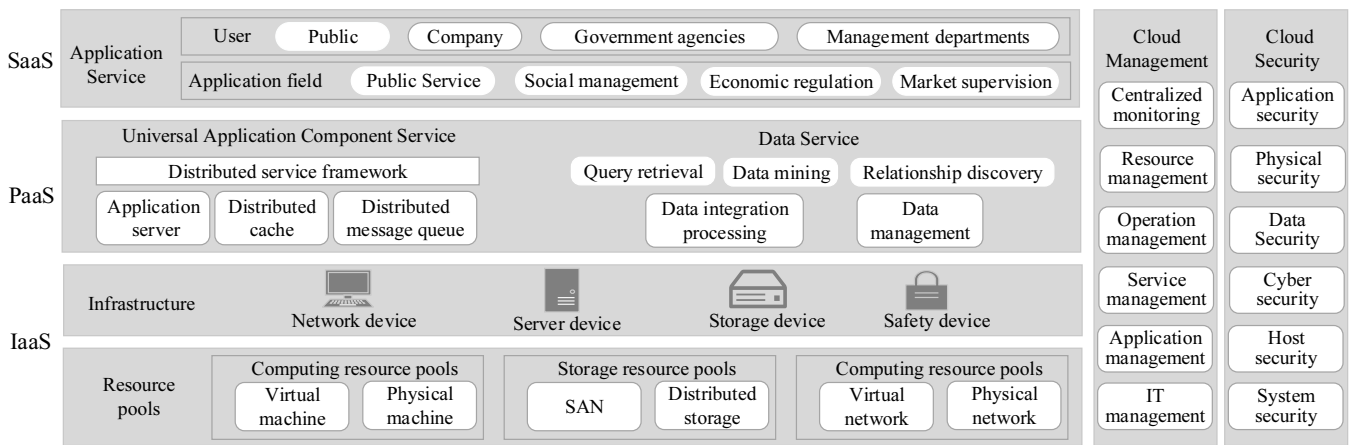 SaaS
Application
Service
User
Public
Company
Government agencies
Management departments
Application field
Public Service
Social management
Economic regulation
Market supervision
PaaS
Universal Application Component Service
Distributed service framework
Application
server
Distributed
cache
Distributed
message queue
Data Service
Query retrieval
Data mining
Relationship discovery
Data integration
processing
Data
management
IaaS
Infrastructure
Network device
Server device
Storage device
Safety device
Resource
pools
Computing resource pools
Virtual
machine
Physical
machine
Storage resource pools
SAN
Distributed
storage
Computing resource pools
Virtual
network
Physical
network
Cloud
Management
Centralized
monitoring
Resource
management
Operation
management
Service
management
Application
management
IT
management
Cloud
Security
Application
security
Physical
security
Data
Security
Cyber
security
Host
security
System
security